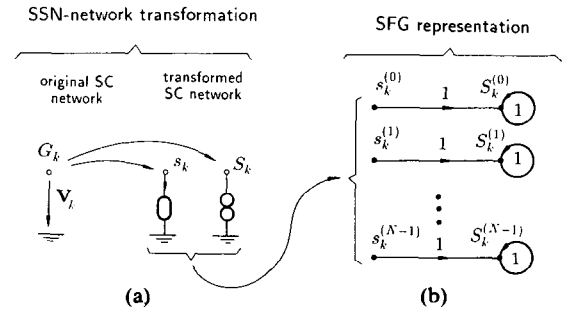 SSN-network transformation
SFG representation
original SC
network
transformed
SC network
G_k
s_k
S_k
V_k
s_k^{(0)} 1 S_k^{(0)} 1
s_k^{(1)} 1 S_k^{(1)} 1
s_k^{(N-1)} 1 S_k^{(N-1)} 1
(a)
(b)